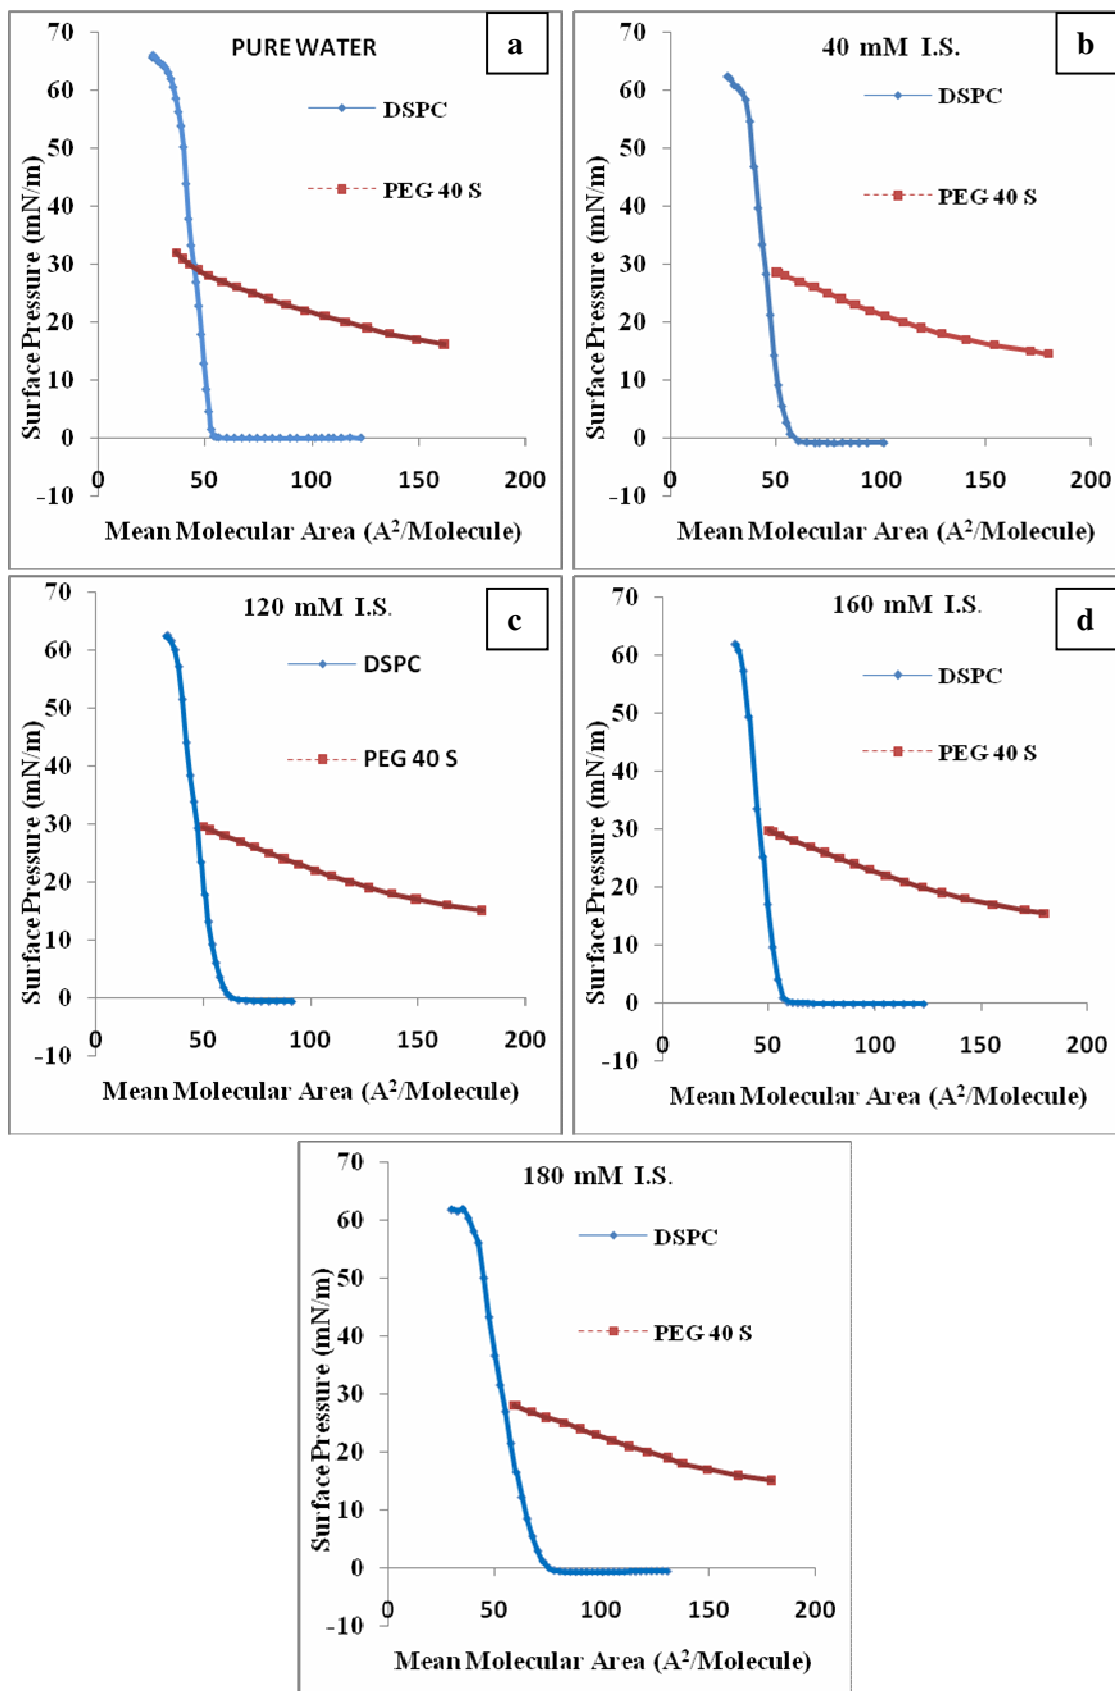 PURE WATER
a
DSPC
PEG 40 S
Surface Pressure (mN/m)
70
60
50
40
30
20
10
0
-10
0 50 100 150 200
Mean Molecular Area (A²/Molecule)
40 mM I.S.
b
DSPC
PEG 40 S
Surface Pressure (mN/m)
70
60
50
40
30
20
10
0
-10
0 50 100 150 200
Mean Molecular Area (A²/Molecule)
120 mM I.S.
c
DSPC
PEG 40 S
Surface Pressure (mN/m)
70
60
50
40
30
20
10
0
-10
0 50 100 150 200
Mean Molecular Area (A²/Molecule)
160 mM I.S.
d
DSPC
PEG 40 S
Surface Pressure (mN/m)
70
60
50
40
30
20
10
0
-10
0 50 100 150 200
Mean Molecular Area (A²/Molecule)
180 mM I.S.
DSPC
PEG 40 S
Surface Pressure (mN/m)
70
60
50
40
30
20
10
0
-10
0 50 100 150 200
Mean Molecular Area (A²/Molecule)